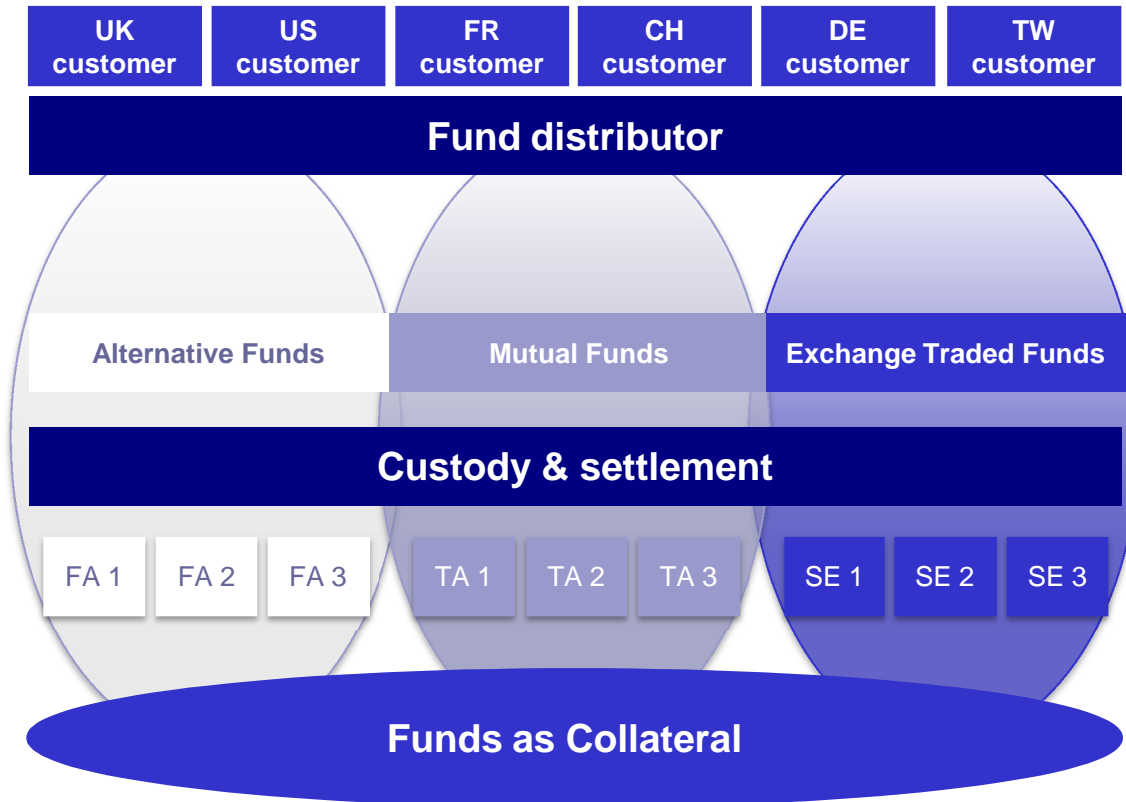 UK
customer
US
customer
FR
customer
CH
customer
DE
customer
TW
customer
Fund distributor
Alternative Funds
Mutual Funds
Exchange Traded Funds
Custody & settlement
FA 1
FA 2
FA 3
TA 1
TA 2
TA 3
SE 1
SE 2
SE 3
Funds as Collateral